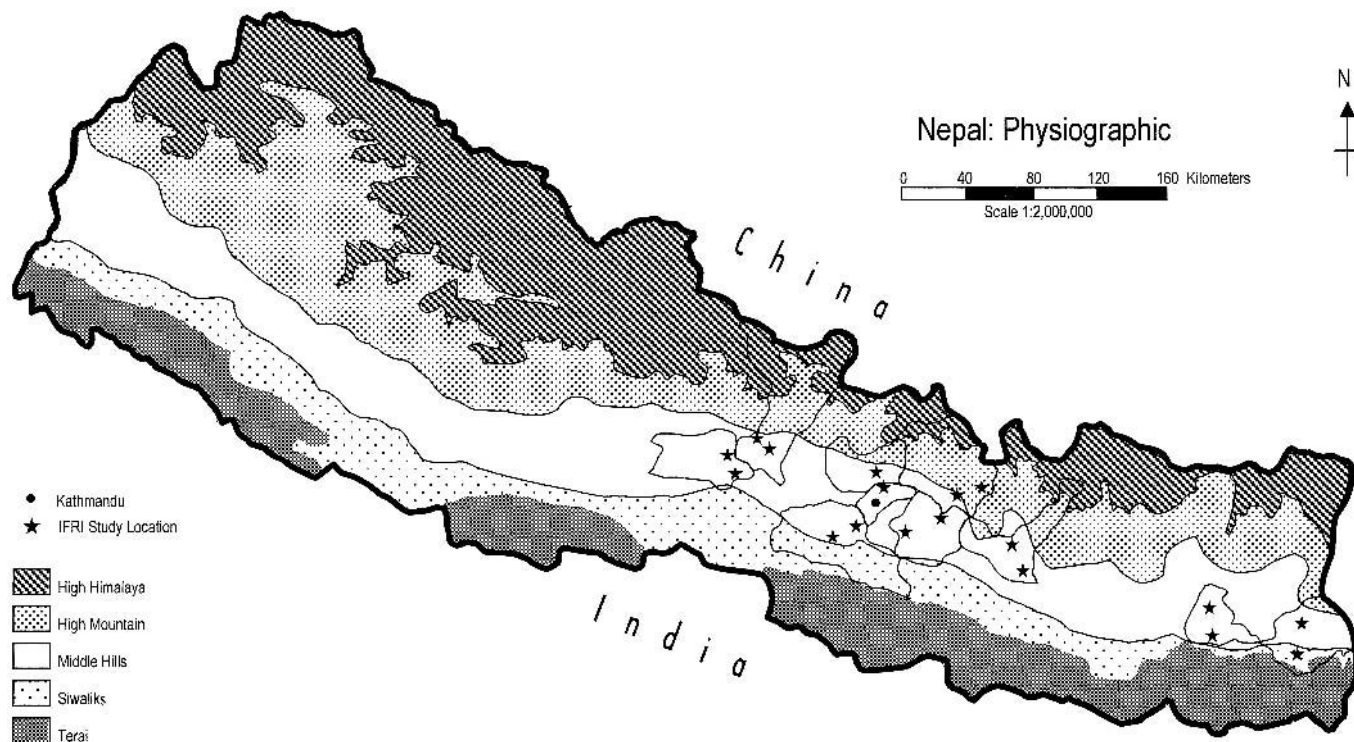 N
Nepal: Physiographic
0 40 80 120 160 Kilometers
Scale 1:2,000,000
China
India
Kathmandu
IFRI Study Location
High Himalaya
High Mountain
Middle Hills
Siwaliks
Terai